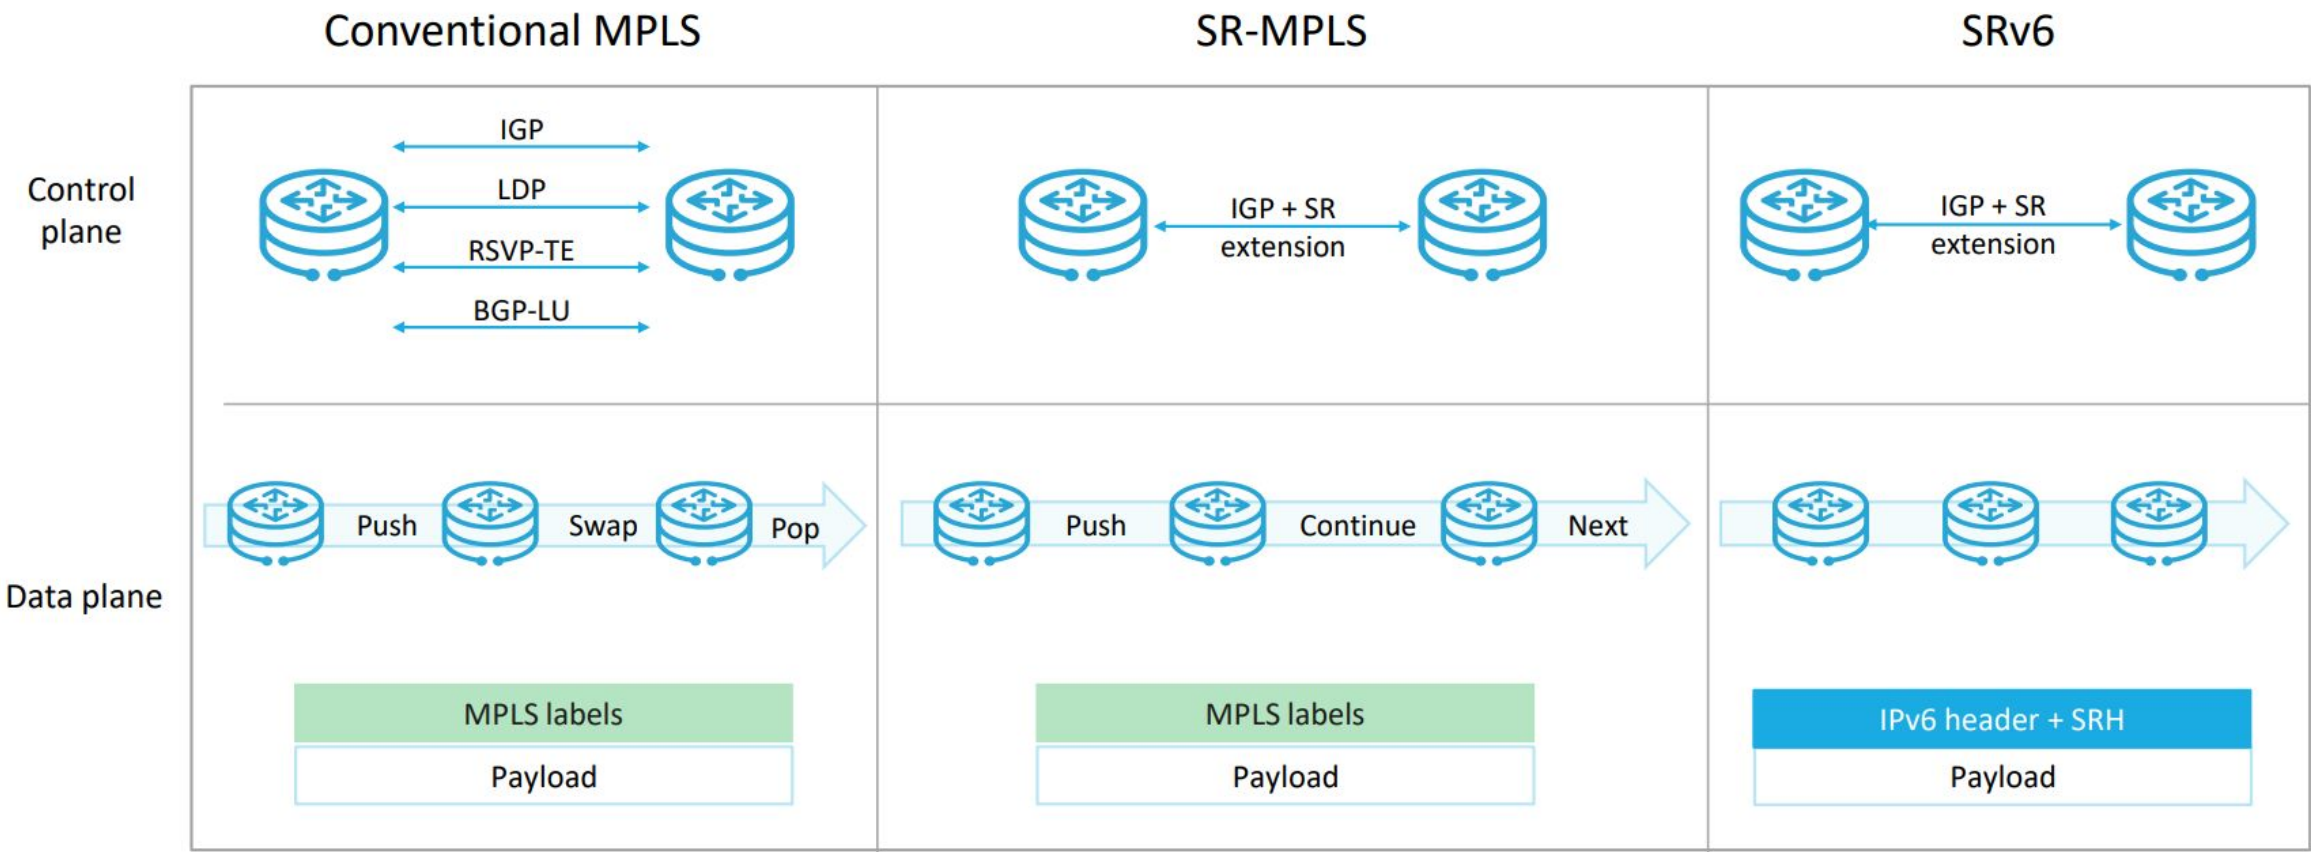 Conventional MPLS
SR-MPLS
SRv6
Control
plane
IGP
LDP
RSVP-TE
BGP-LU
IGP + SR
extension
IGP + SR
extension
Data plane
Push
Swap
Pop
Push
Continue
Next
MPLS labels
Payload
MPLS labels
Payload
IPv6 header + SRH
Payload